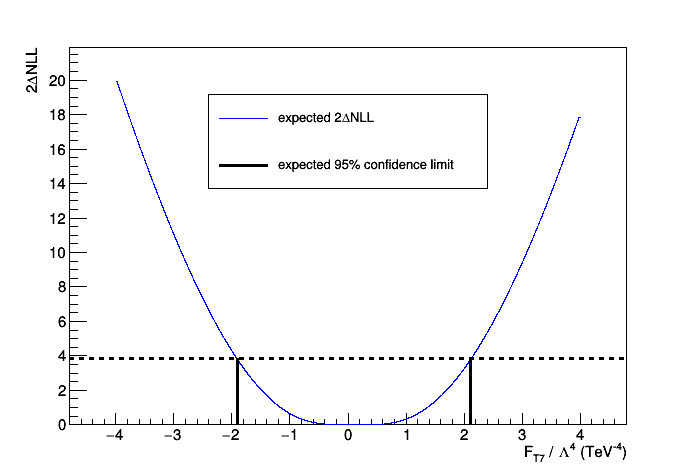 2ΔNLL
20
18
16
14
12
10
8
6
4
2
0
expected 2ΔNLL
expected 95% confidence limit
−4 −3 −2 −1 0 1 2 3 4
F_T7 / Λ^4 (TeV^-4)